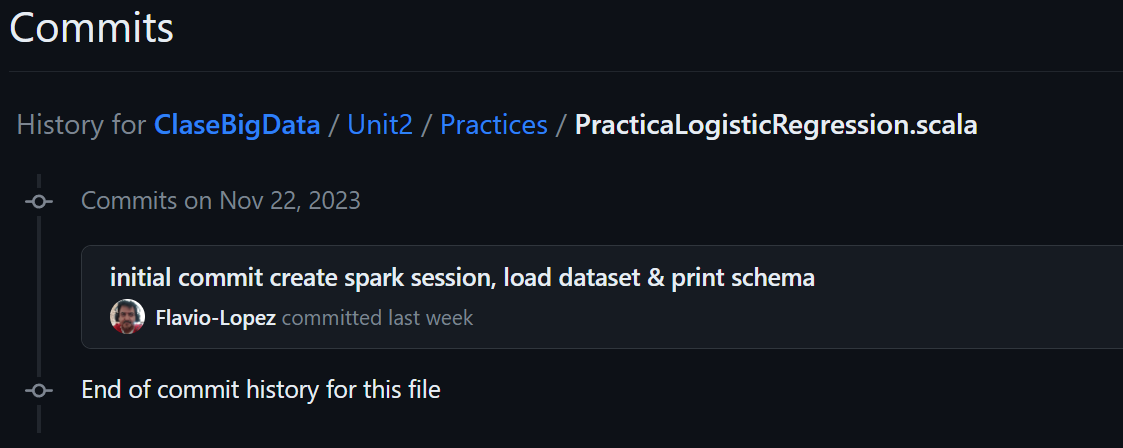 Commits
History for ClaseBigData / Unit2 / Practices / PracticaLogisticRegression.scala
Commits on Nov 22, 2023
initial commit create spark session, load dataset & print schema
Flavio-Lopez committed last week
End of commit history for this file